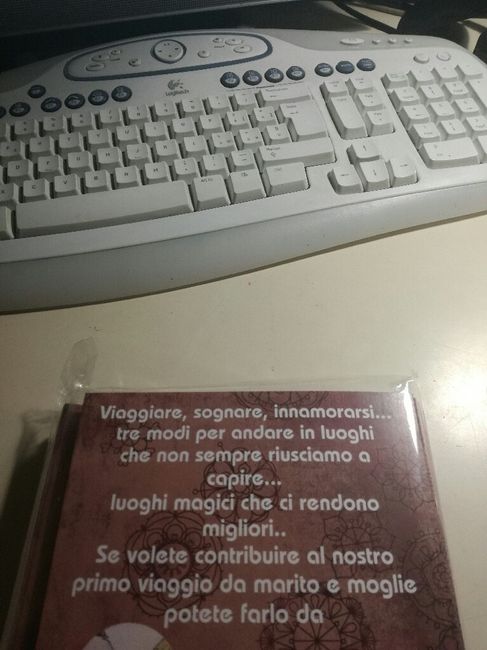 Logitech
Viaggiare, sognare, innamorarsi...
tre modi per andare in luoghi
che non sempre riusciamo a
capire...
luoghi magici che ci rendono
migliori..
Se volete contribuire al nostro
primo viaggio da marito e moglie
potete farlo da